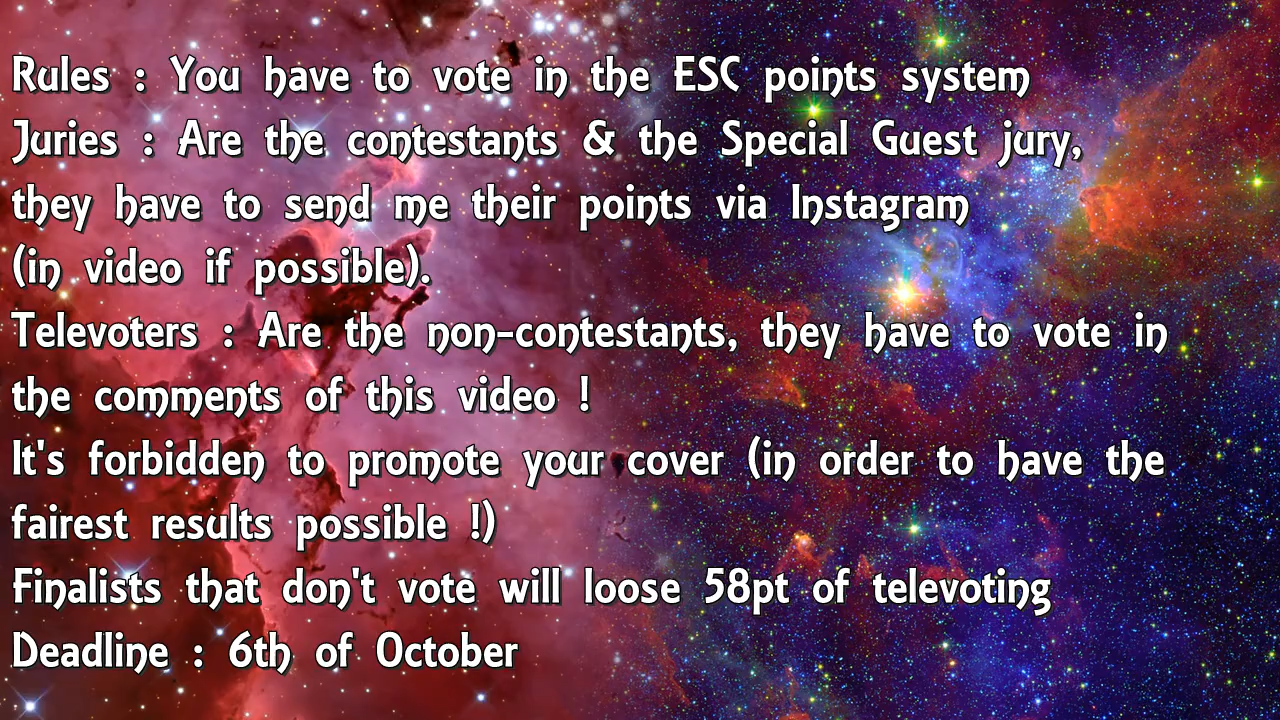 Rules : You have to vote in the ESC points system
Juries : Are the contestants & the Special Guest jury,
they have to send me their points via Instagram
(in video if possible).
Televoters : Are the non-contestants, they have to vote in
the comments of this video !
It's forbidden to promote your cover (in order to have the
fairest results possible !)
Finalists that don't vote will loose 58pt of televoting
Deadline : 6th of October